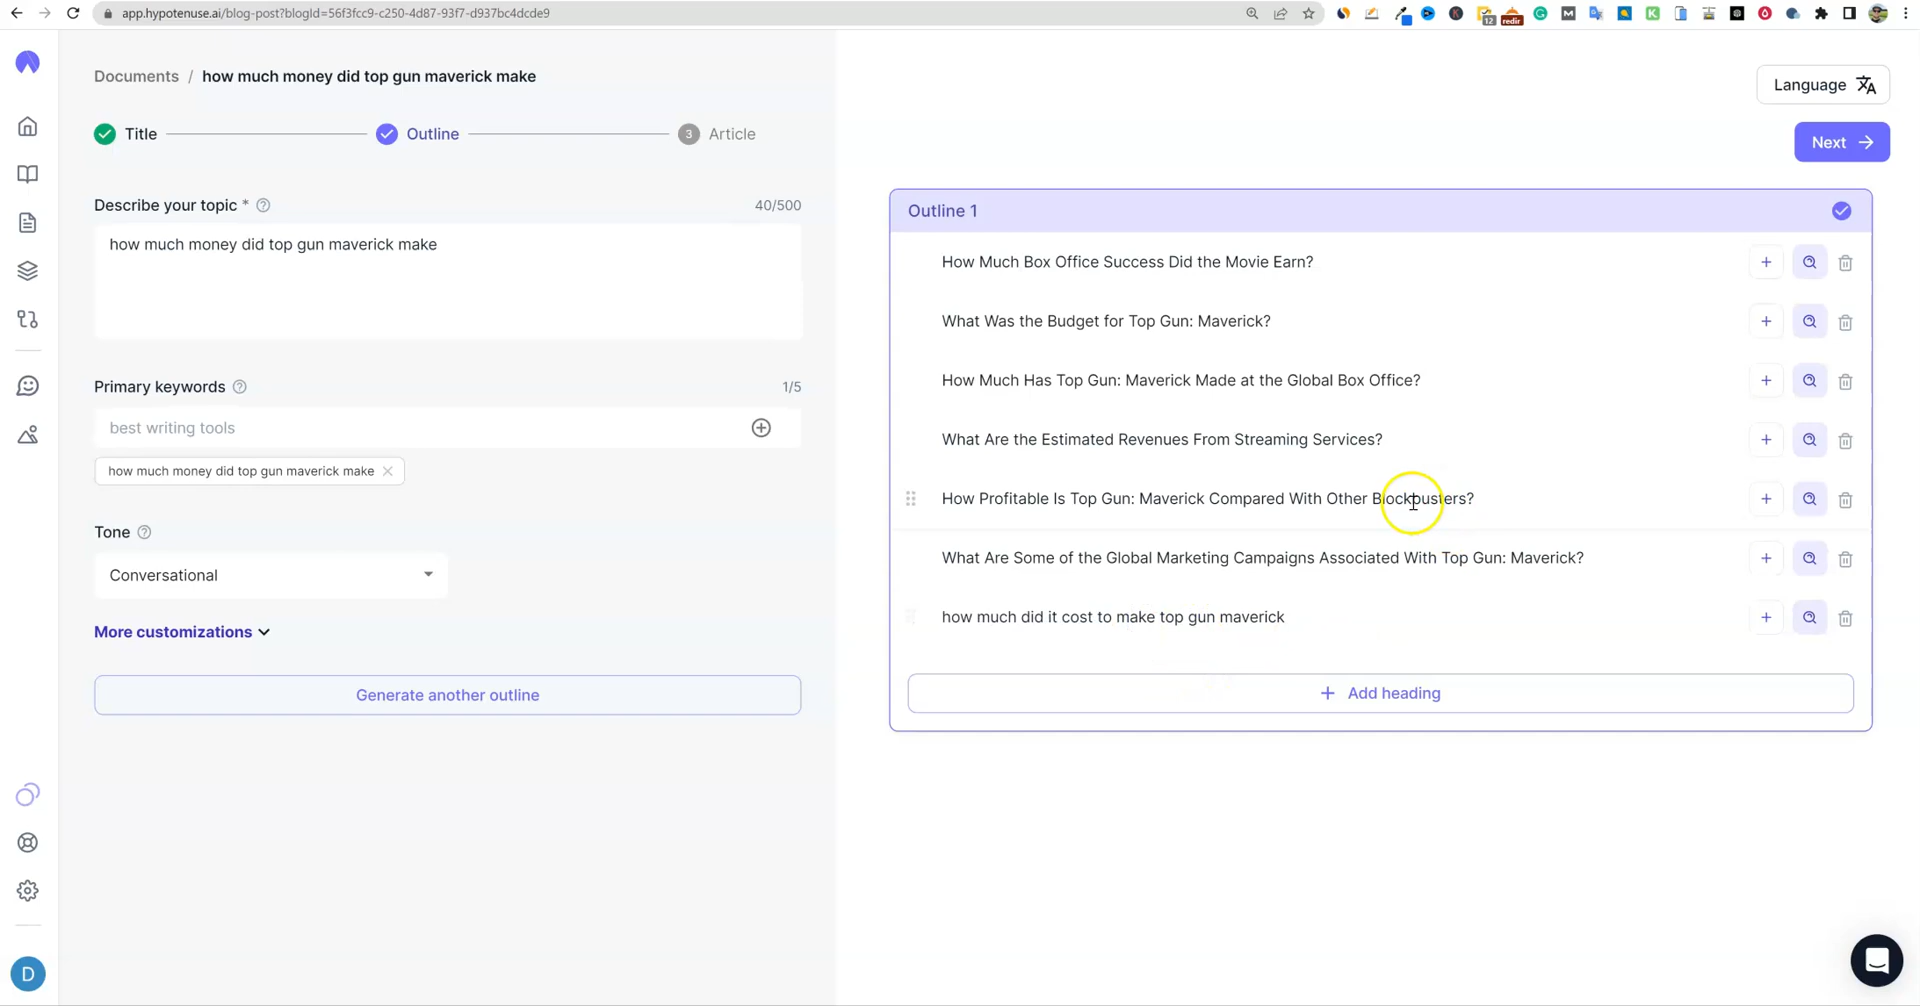 app.hypotenuse.ai/blog-post?blogId=56f3fcc9-c250-4d87-93f7-d937bc4dcde9
12
redir
Documents / how much money did top gun maverick make
Language
Title
Outline
3 Article
Next
Describe your topic *
40/500
how much money did top gun maverick make
Primary keywords
1/5
best writing tools
how much money did top gun maverick make
Tone
Conversational
More customizations
Generate another outline
Outline 1
How Much Box Office Success Did the Movie Earn?
What Was the Budget for Top Gun: Maverick?
How Much Has Top Gun: Maverick Made at the Global Box Office?
What Are the Estimated Revenues From Streaming Services?
How Profitable Is Top Gun: Maverick Compared With Other Blockbusters?
What Are Some of the Global Marketing Campaigns Associated With Top Gun: Maverick?
how much did it cost to make top gun maverick
+ Add heading
D